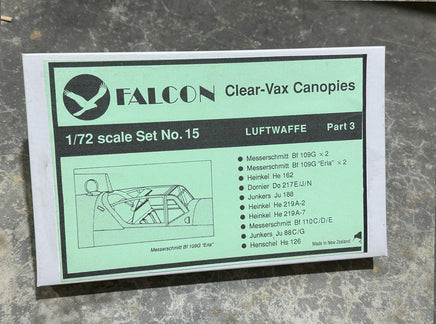 FALCON Clear-Vax Canopies
1/72 scale Set No. 15 LUFTWAFFE Part 3
Messerschmitt Bf 109G × 2
Messerschmitt Bf 109G "Erla" × 2
Heinkel He 162
Dornier Do 217E/J/N
Junkers Ju 188
Heinkel He 219A-2
Heinkel He 219A-7
Messerschmitt Bf 110C/D/E
Junkers Ju 88C/G
Henschel Hs 126
Messerschmitt Bf 109G "Erla"
Made in New Zealand